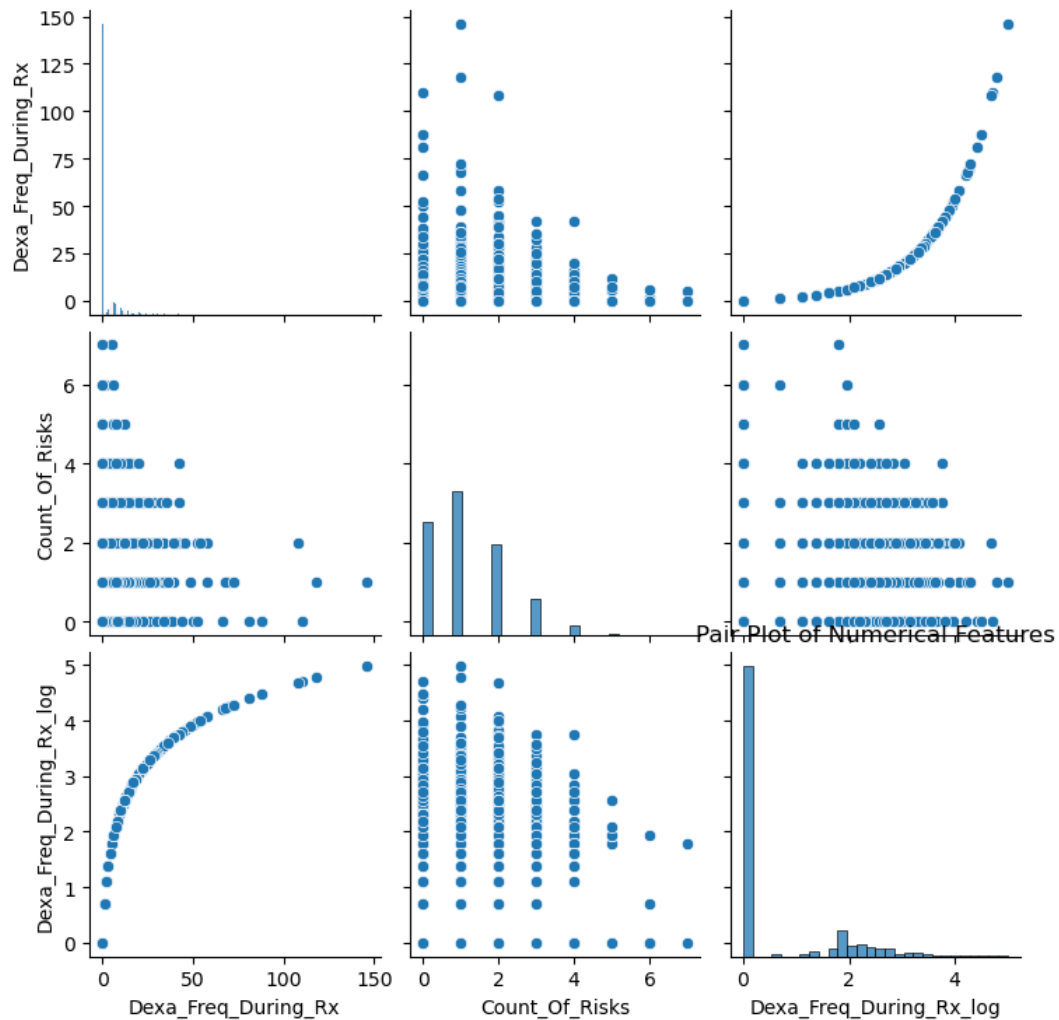 150
125
100
75
50
25
0
Dexa_Freq_During_Rx
6
4
2
0
Count_Of_Risks
Pair Plot of Numerical Features
5
4
3
2
1
0
Dexa_Freq_During_Rx_log
0 50 100 150
0 2 4 6
0 2 4
Dexa_Freq_During_Rx
Count_Of_Risks
Dexa_Freq_During_Rx_log